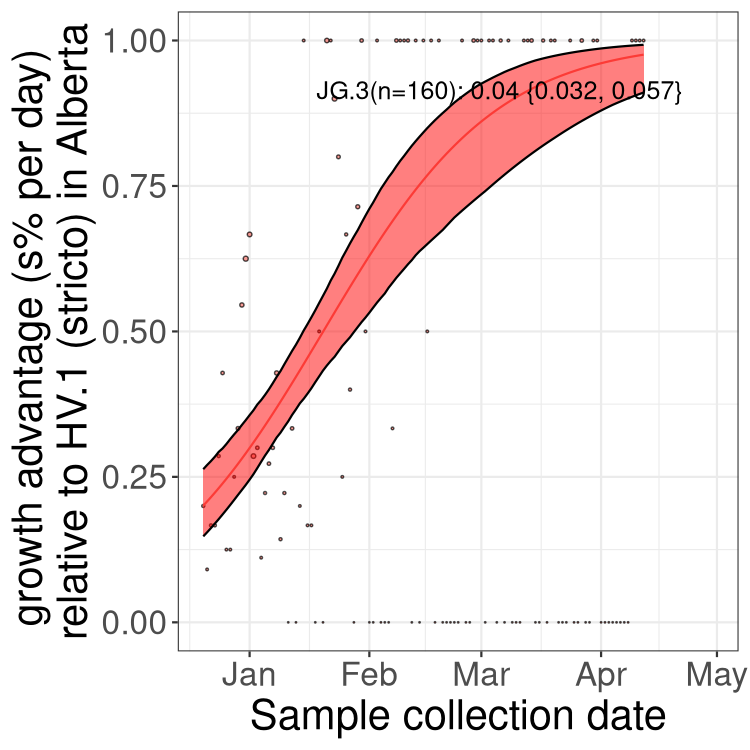 growth advantage (s% per day)
relative to HV.1 (stricto) in Alberta
1.00
0.75
0.50
0.25
0.00
JG.3(n=160): 0.04 {0.032, 0.057}
Jan Feb Mar Apr May
Sample collection date